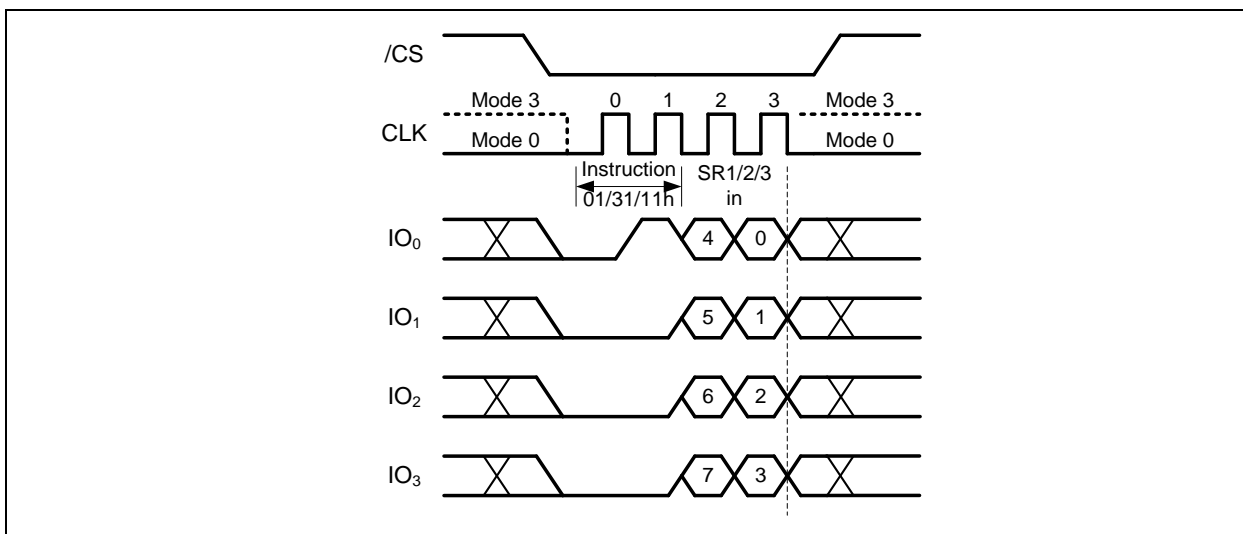 /CS
Mode 3 0 1 2 3 Mode 3
CLK
Mode 0 Mode 0
Instruction SR1/2/3
01/31/11h in
IO₀ 4 0
IO₁ 5 1
IO₂ 6 2
IO₃ 7 3